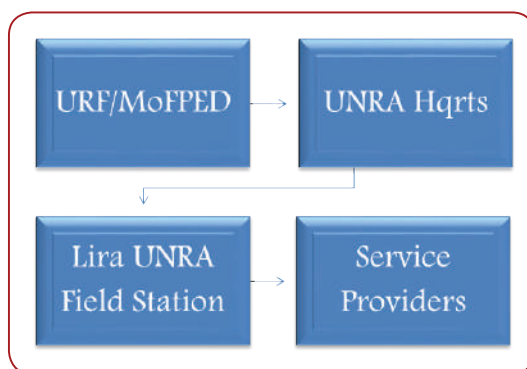 URF/MoFPED
UNRA Hqrts
Lira UNRA
Field Station
Service
Providers